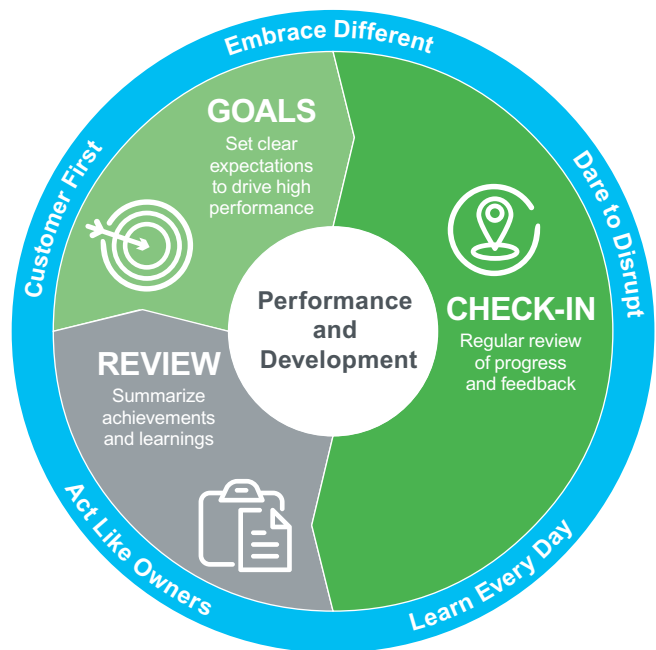 Embrace Different
Dare to Disrupt
Learn Every Day
Act Like Owners
Customer First
GOALS
Set clear
expectations
to drive high
performance
CHECK-IN
Regular review
of progress
and feedback
REVIEW
Summarize
achievements
and learnings
Performance
and
Development